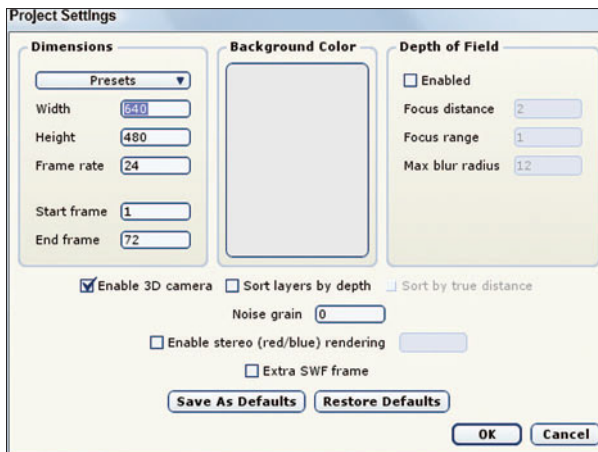 Project Settings
Dimensions
Presets
Width 640
Height 480
Frame rate 24
Start frame 1
End frame 72
Background Color
Depth of Field
Enabled
Focus distance 2
Focus range 1
Max blur radius 12
Enable 3D camera Sort layers by depth Sort by true distance
Noise grain 0
Enable stereo (red/blue) rendering
Extra SWF frame
Save As Defaults Restore Defaults
OK Cancel